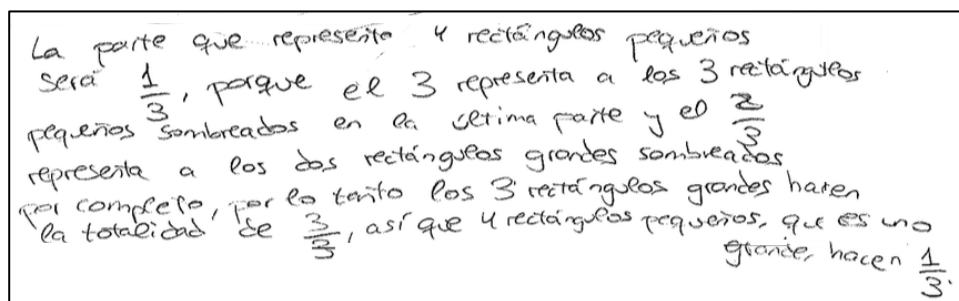 La parte que representa 4 rectángulos pequeños
será 1/3, porque el 3 representa a los 3 rectángulos
pequeños sombreados en la última parte y el 2/3
representa a los dos rectángulos grandes sombreados
por completo, por lo tanto los 3 rectángulos grandes hacen
la totalidad de 3/3, así que 4 rectángulos pequeños, que es uno
grande, hacen 1/3.